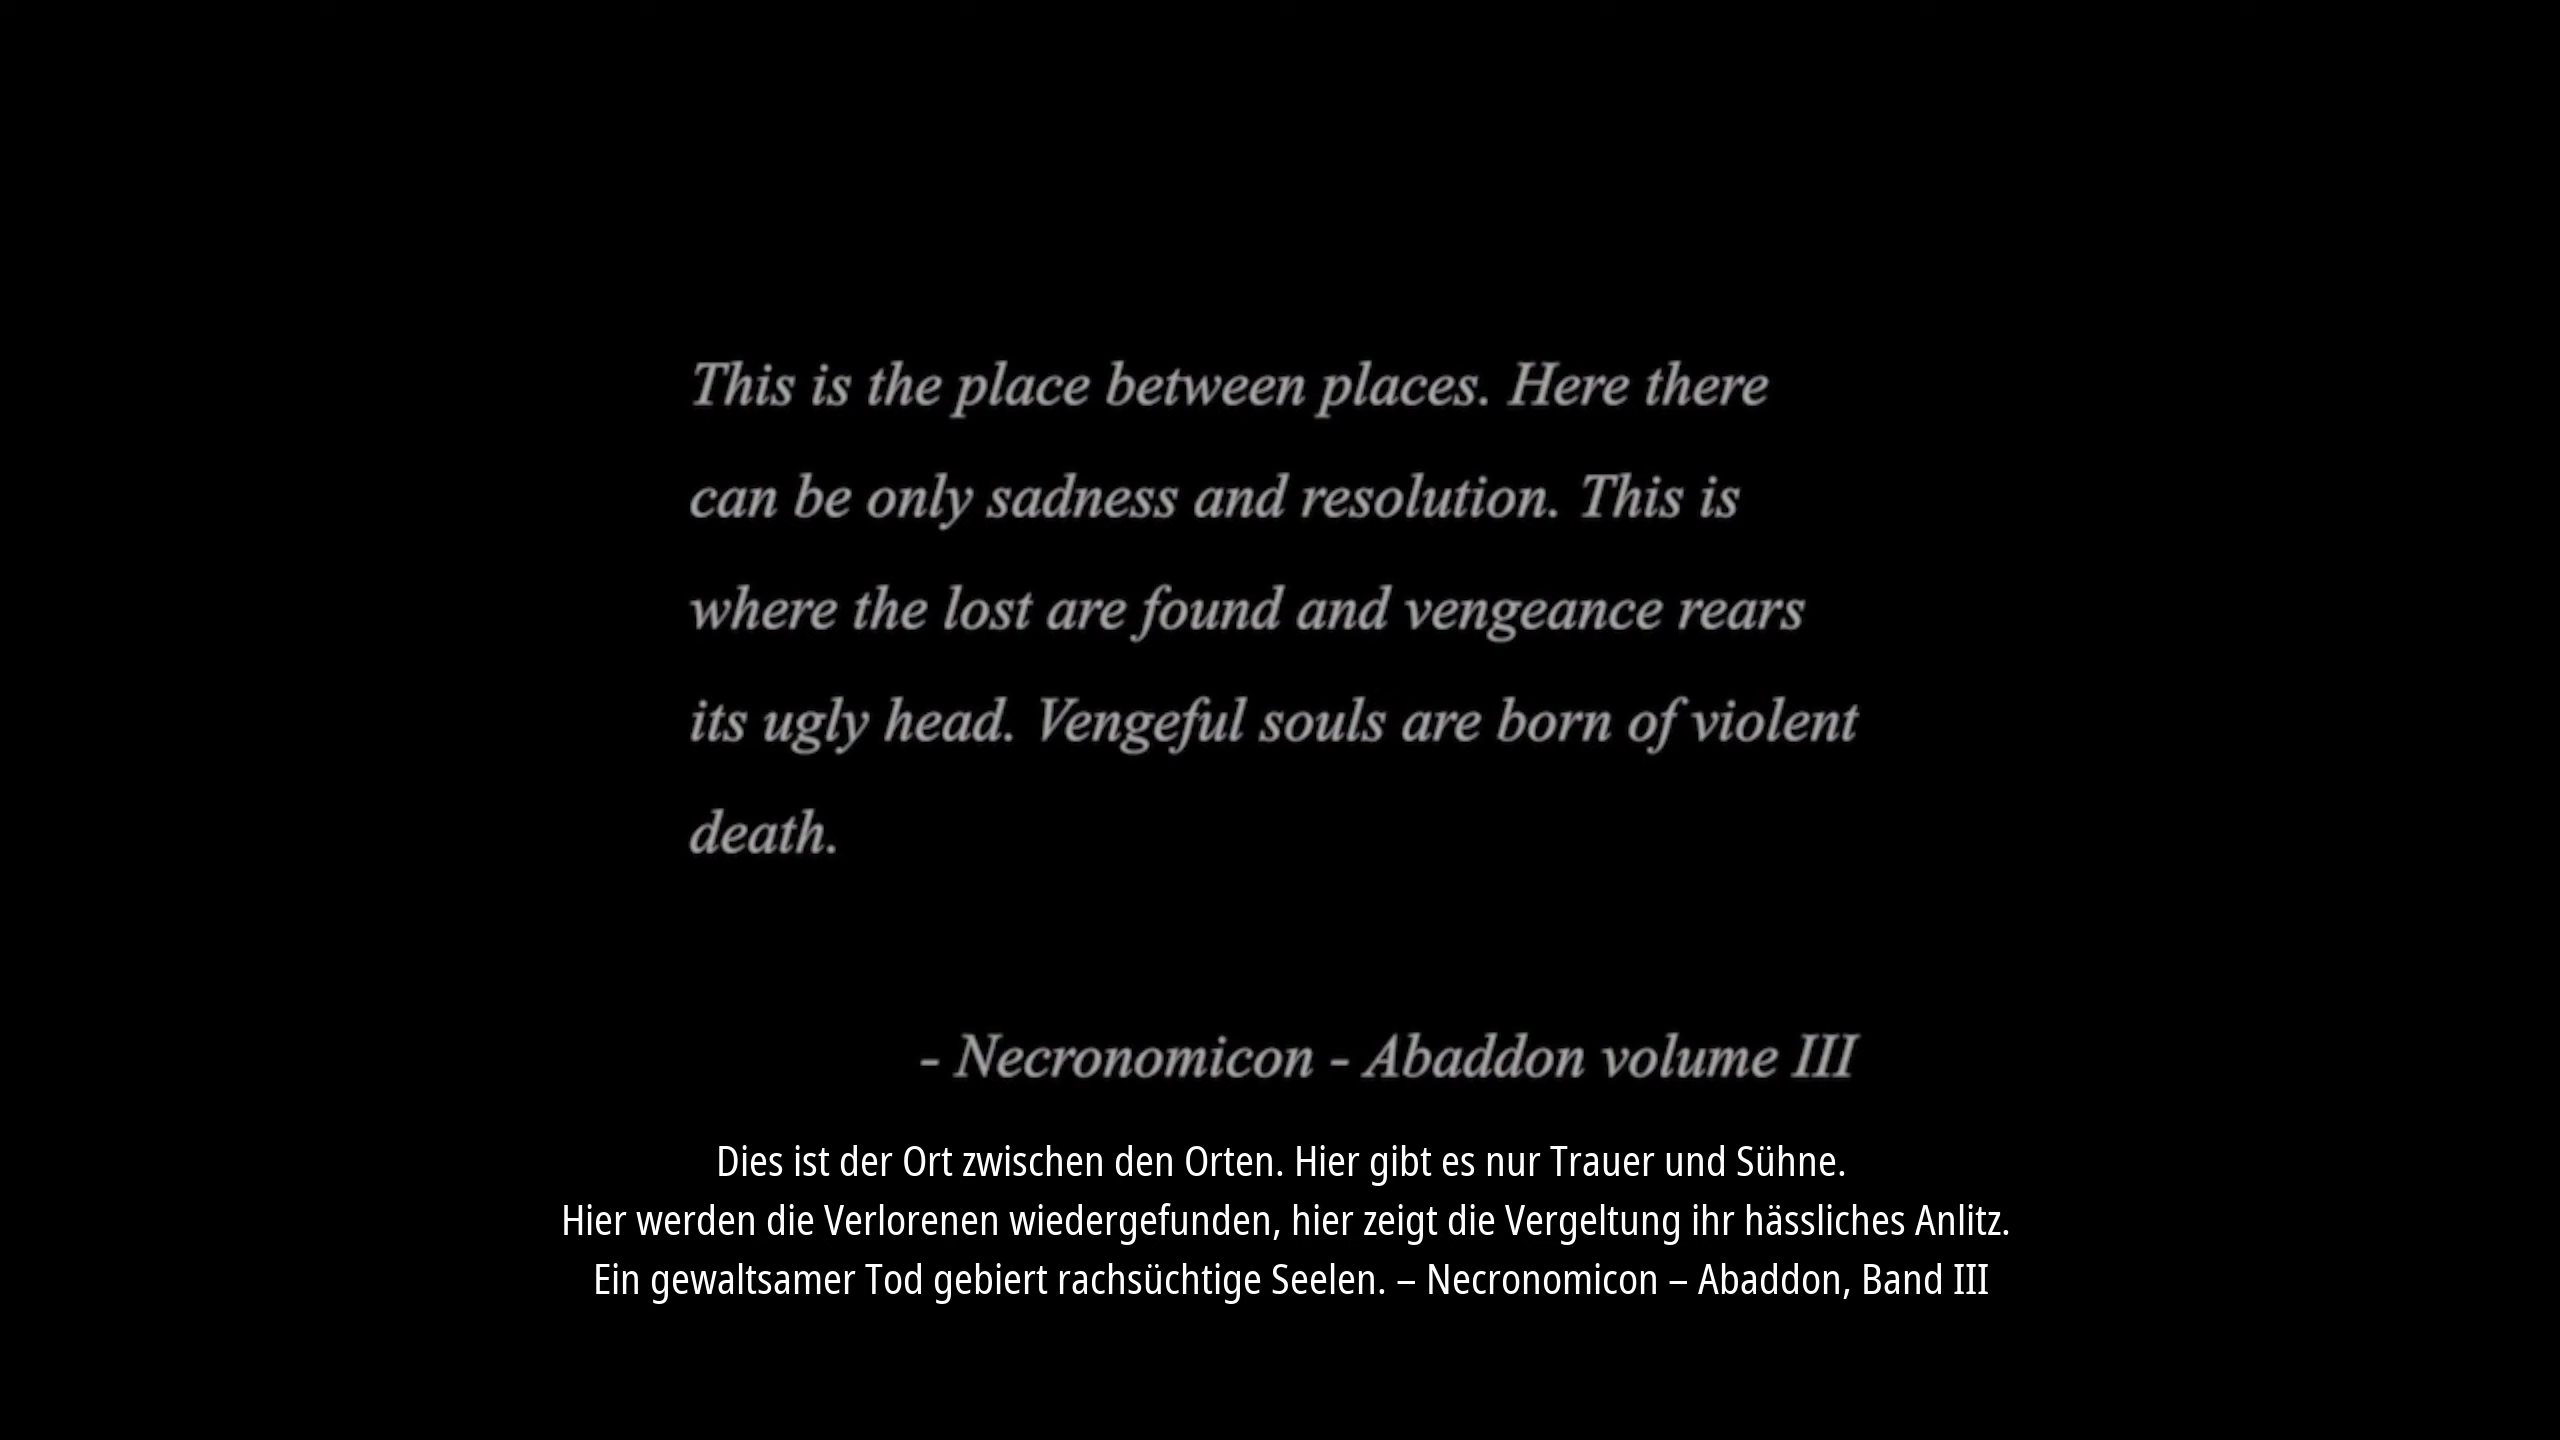 This is the place between places. Here there
can be only sadness and resolution. This is
where the lost are found and vengeance rears
its ugly head. Vengeful souls are born of violent
death.
- Necronomicon - Abaddon volume III
Dies ist der Ort zwischen den Orten. Hier gibt es nur Trauer und Sühne.
Hier werden die Verlorenen wiedergefunden, hier zeigt die Vergeltung ihr hässliches Anlitz.
Ein gewaltsamer Tod gebiert rachsüchtige Seelen. – Necronomicon – Abaddon, Band III